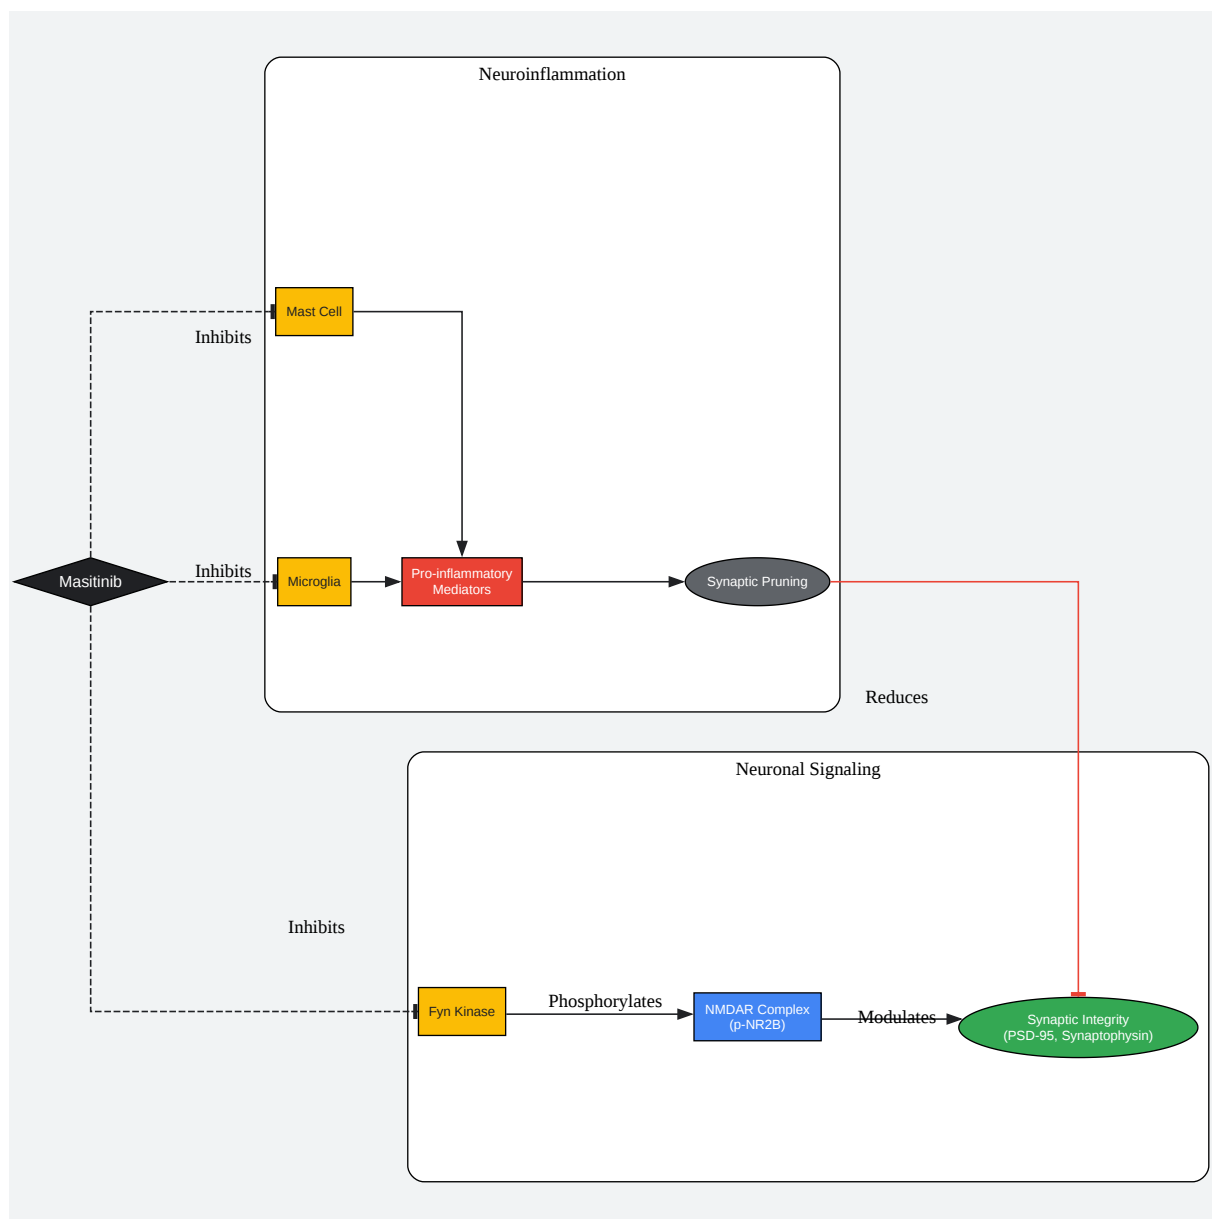 Neuroinflammation
Mast Cell
Inhibits
Masitinib
Inhibits
Microglia
Pro-inflammatory
Mediators
Synaptic Pruning
Reduces
Neuronal Signaling
Inhibits
Fyn Kinase
Phosphorylates
NMDAR Complex
(p-NR2B)
Modulates
Synaptic Integrity
(PSD-95, Synaptophysin)